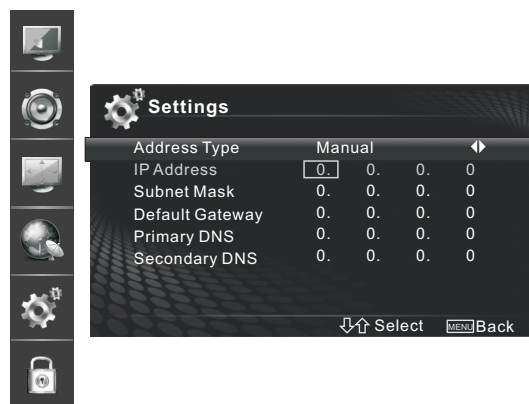 Settings
Address Type Manual
IP Address 0. 0. 0. 0
Subnet Mask 0. 0. 0. 0
Default Gateway 0. 0. 0. 0
Primary DNS 0. 0. 0. 0
Secondary DNS 0. 0. 0. 0
Select MENU Back